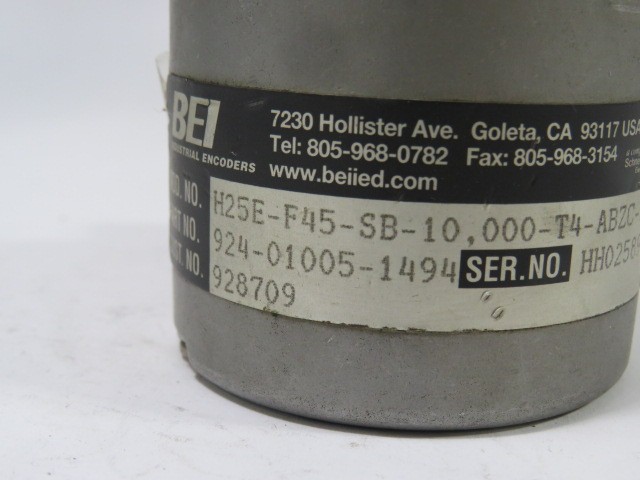 BEI
INDUSTRIAL ENCODERS
7230 Hollister Ave. Goleta, CA 93117 USA
Tel: 805-968-0782 Fax: 805-968-3154
www.beiied.com
NO. H25E-F45-SB-10,000-T4-ABZC-
NO. 924-01005-1494 SER.NO. HH0258
NO. 928709